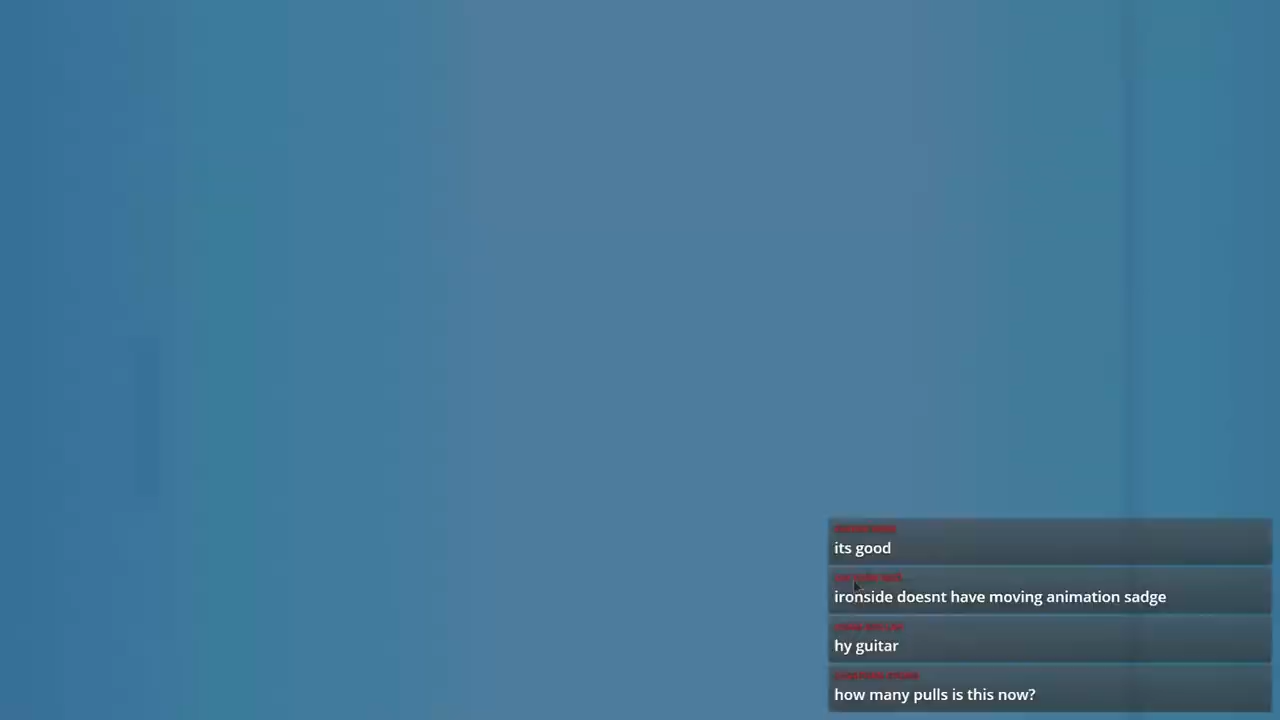 its good
ironside doesnt have moving animation sadge
hy guitar
how many pulls is this now?